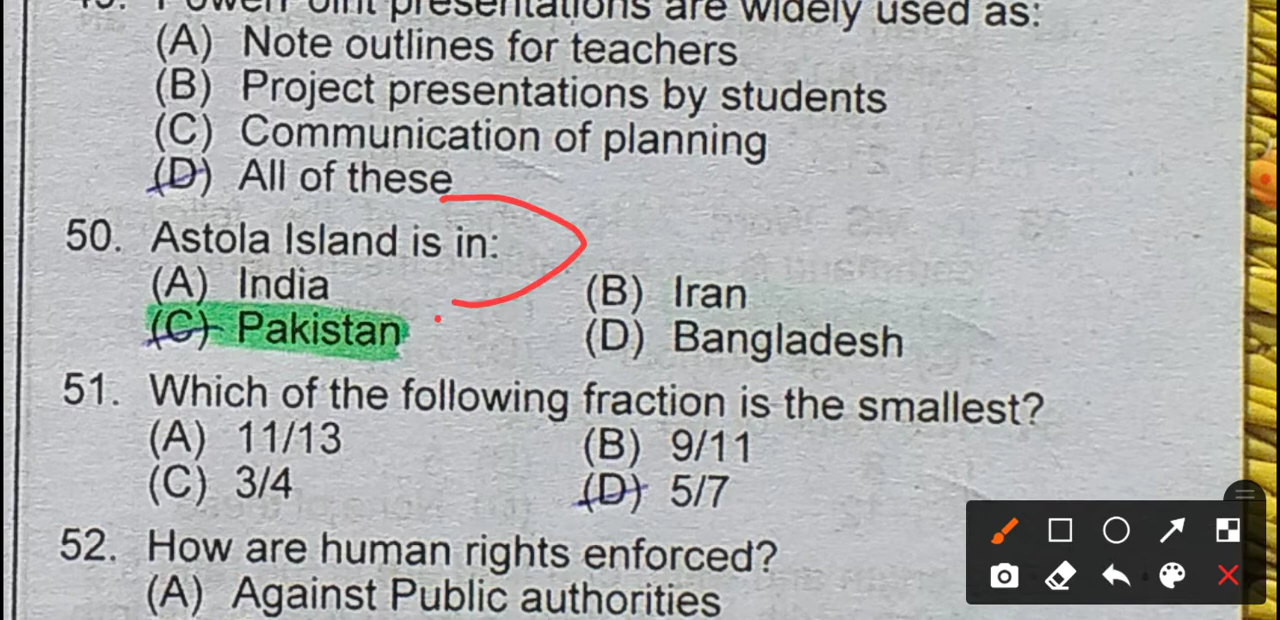 49. PowerPoint presentations are widely used as:
(A) Note outlines for teachers
(B) Project presentations by students
(C) Communication of planning
(D) All of these
50. Astola Island is in:
(A) India (B) Iran
(C) Pakistan (D) Bangladesh
51. Which of the following fraction is the smallest?
(A) 11/13 (B) 9/11
(C) 3/4 (D) 5/7
52. How are human rights enforced?
(A) Against Public authorities